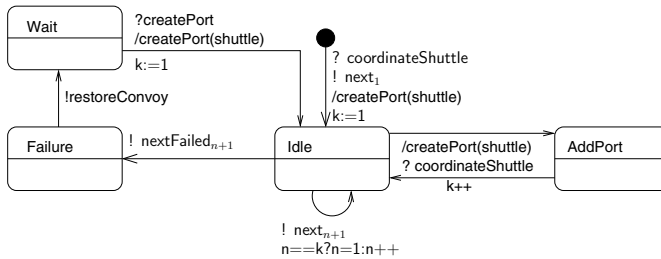 Wait
?createPort
/createPort(shuttle)
k:=1
? coordinateShuttle
! next₁
/createPort(shuttle)
k:=1
!restoreConvoy
Failure
! nextFailedₙ₊₁
Idle
/createPort(shuttle)
? coordinateShuttle
k++
AddPort
! nextₙ₊₁
n==k?n=1:n++